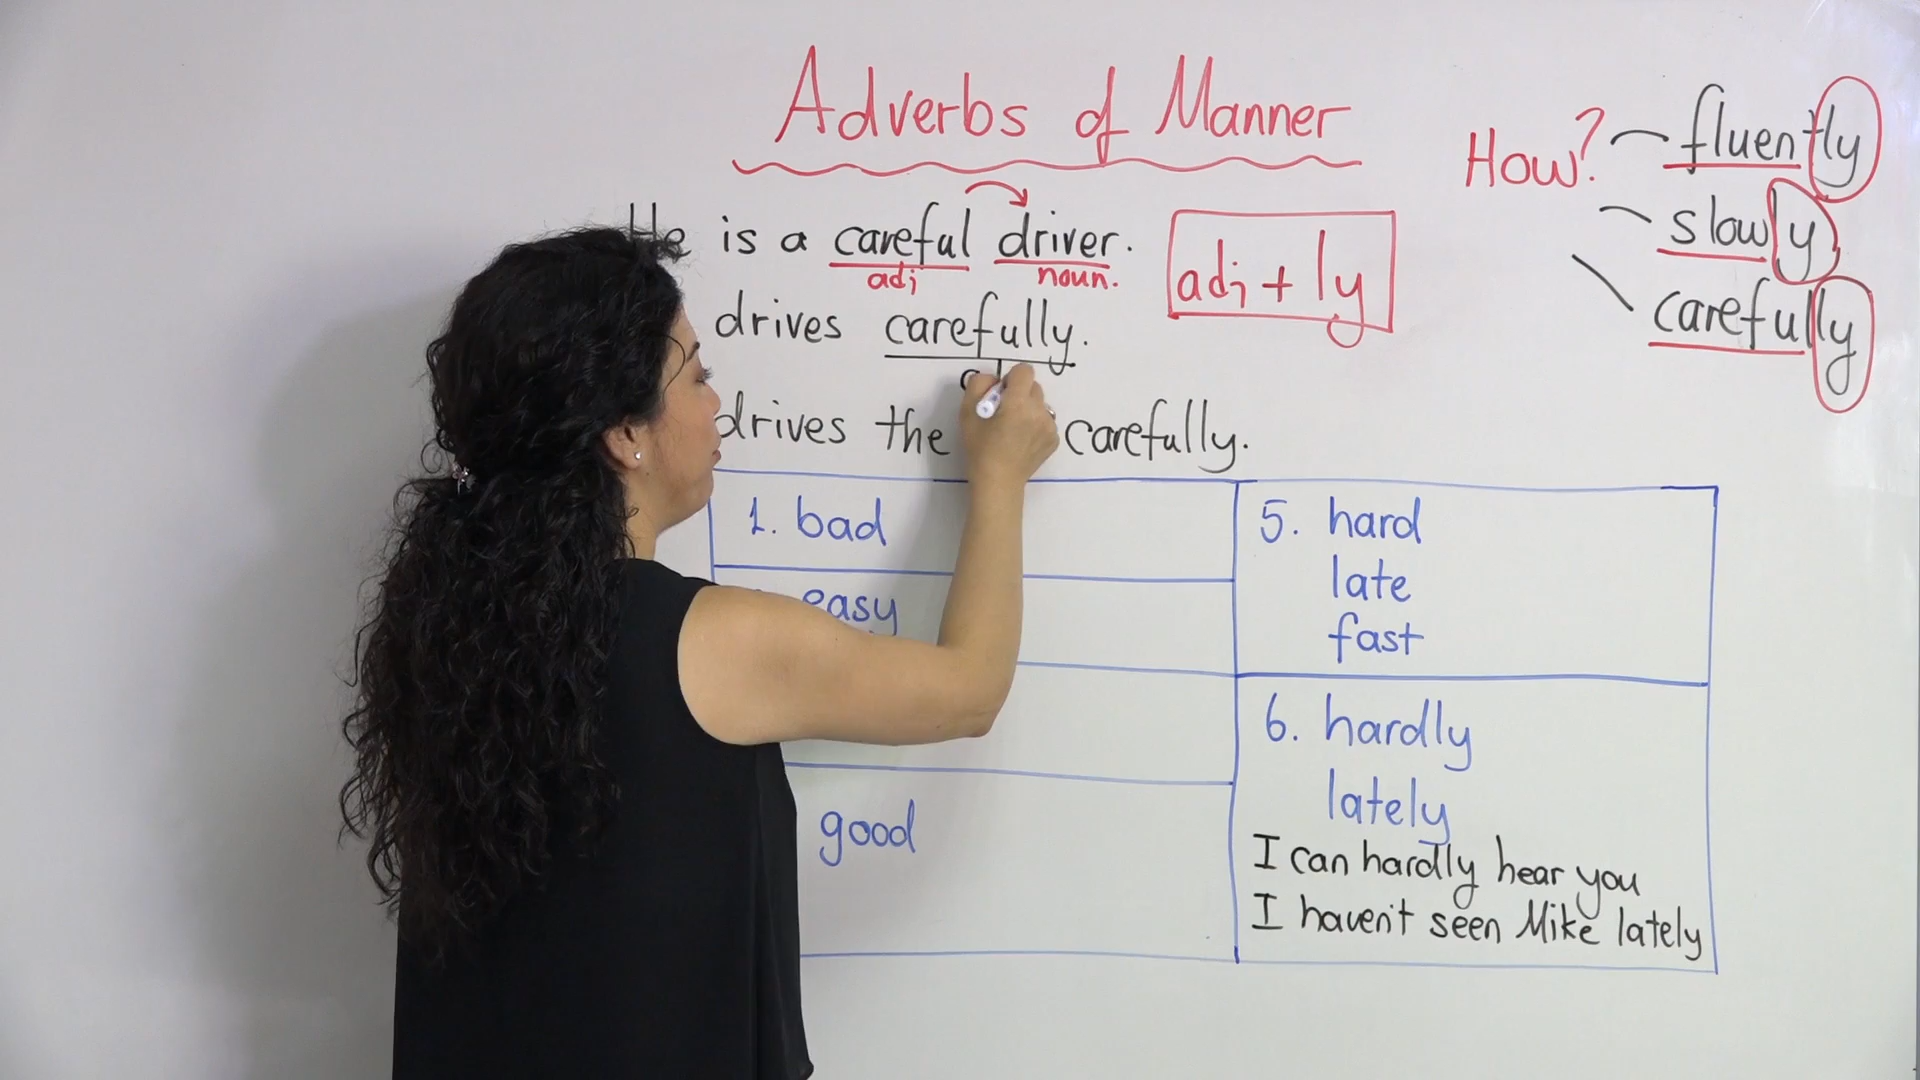 Adverbs of Manner
How?
fluently
slowly
carefully
He is a careful driver.
adj
noun.
adj + ly
drives carefully.
drives the carefully.
1. bad
easy
good
5. hard
late
fast
6. hardly
lately
I can hardly hear you
I haven't seen Mike lately